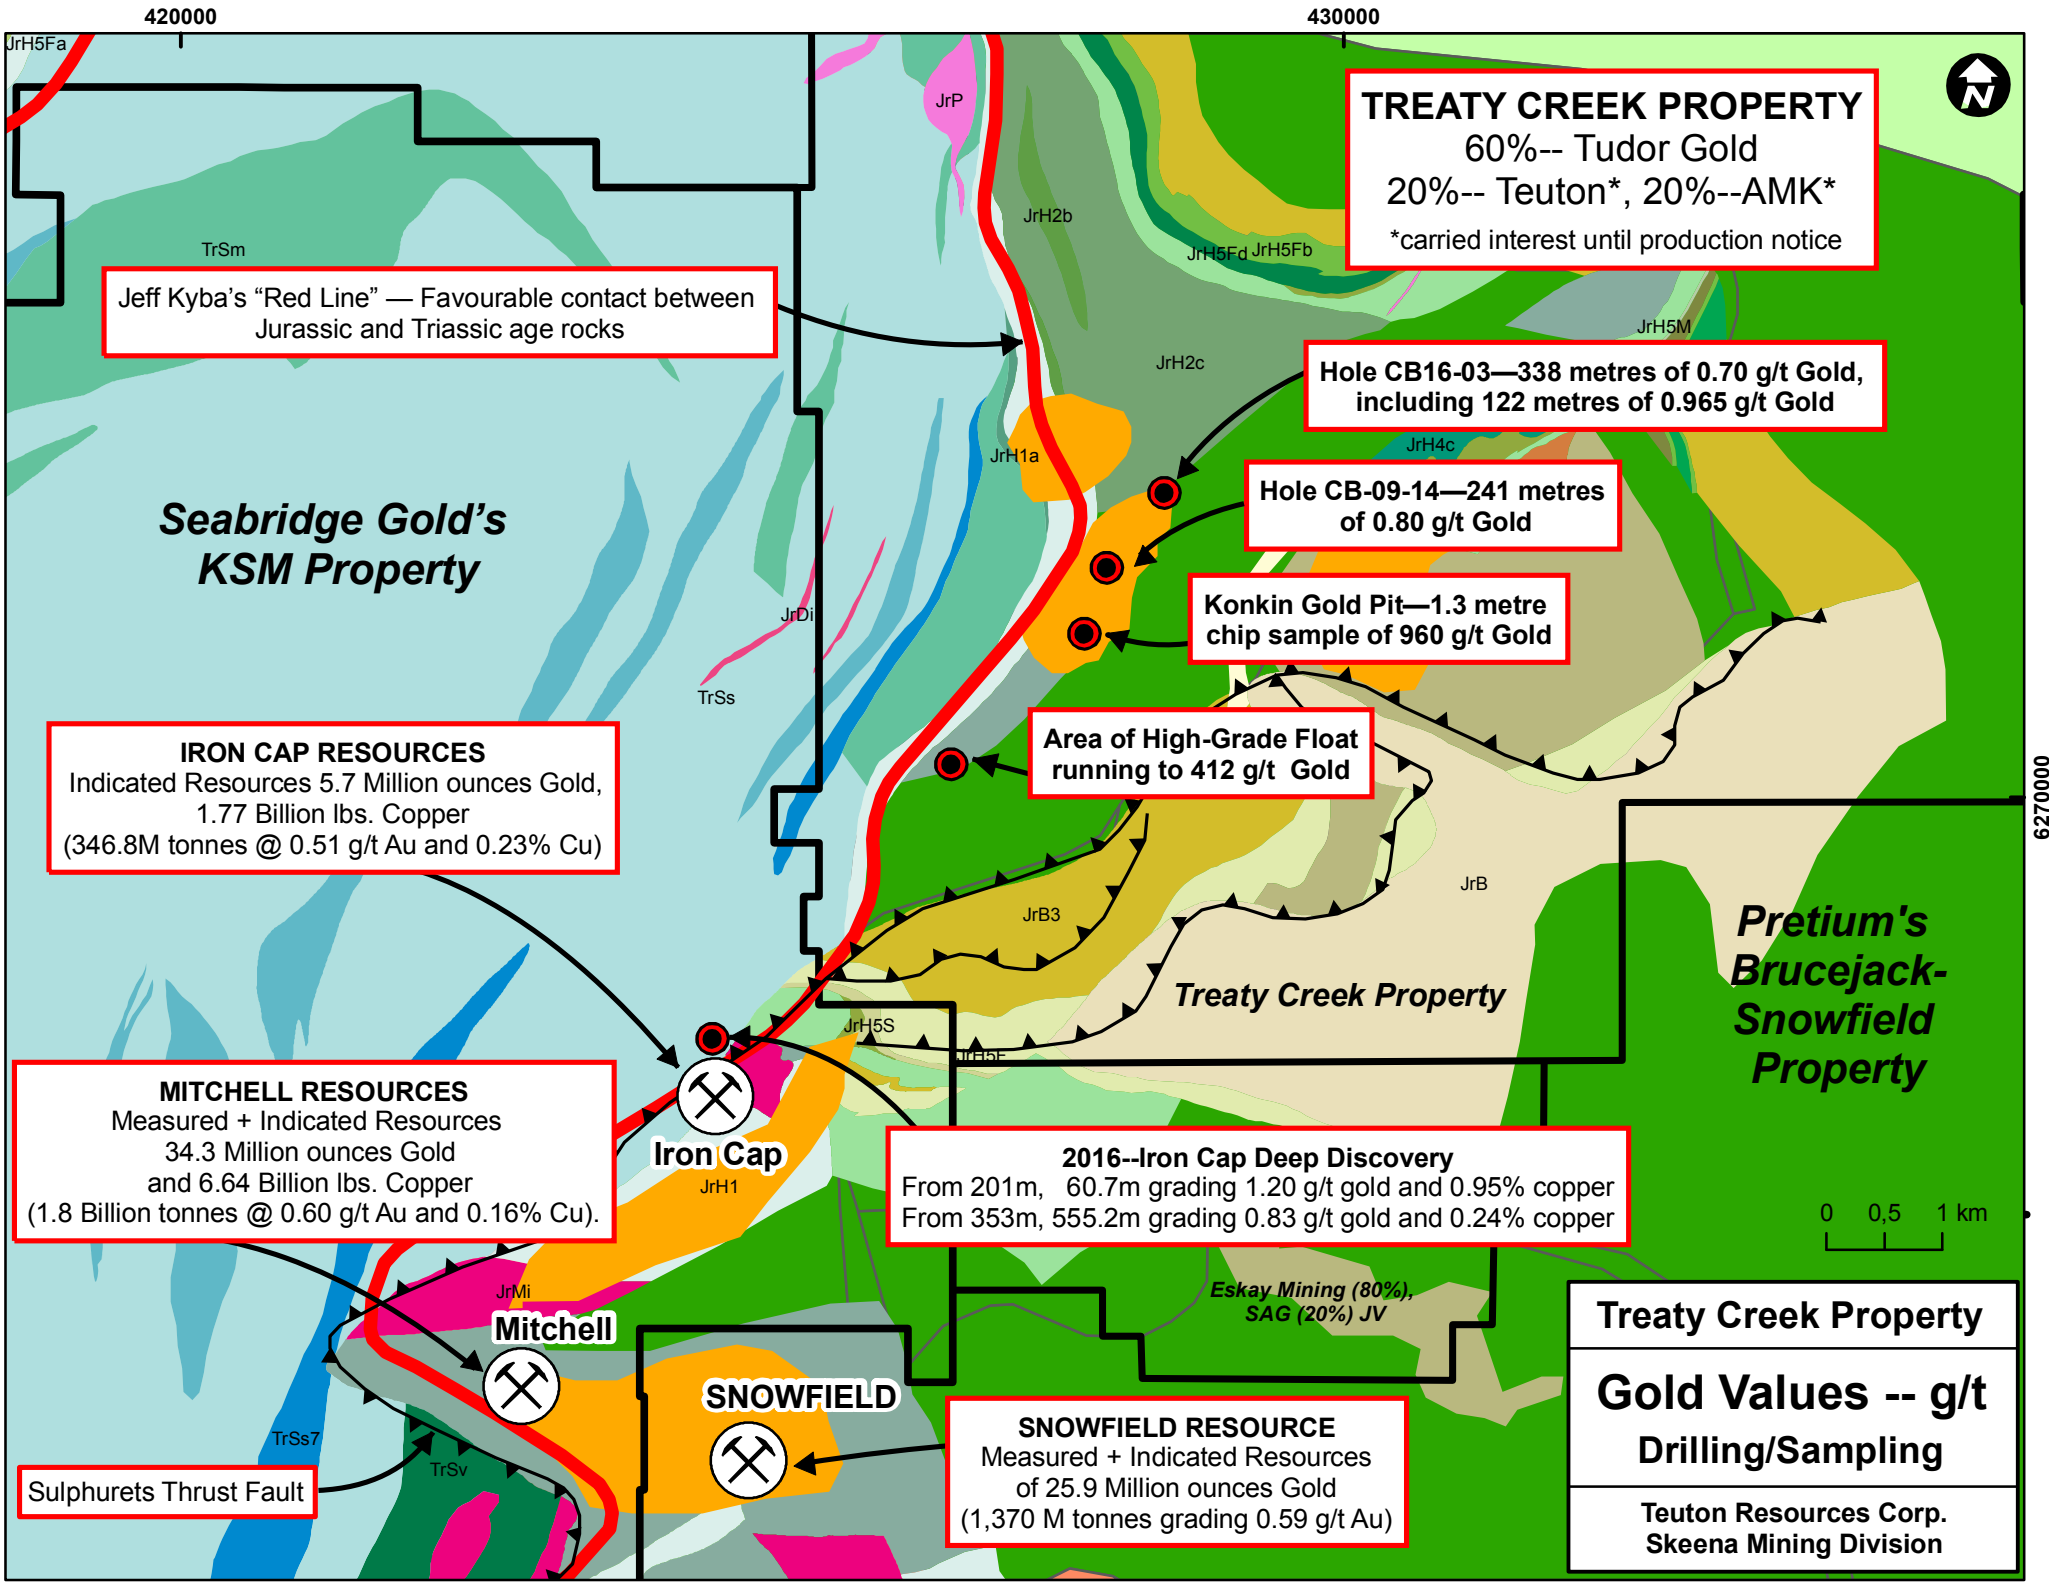 420000
430000
JrH5Fa
N
TREATY CREEK PROPERTY
60%-- Tudor Gold
20%-- Teuton*, 20%--AMK*
*carried interest until production notice
JrP
JrH2b
TrSm
JrH5Fd
JrH5Fb
Jeff Kyba's “Red Line” — Favourable contact between
Jurassic and Triassic age rocks
JrH5M
JrH2c
Hole CB16-03—338 metres of 0.70 g/t Gold,
including 122 metres of 0.965 g/t Gold
JrH4c
JrH1a
Hole CB-09-14—241 metres
of 0.80 g/t Gold
Seabridge Gold's
KSM Property
Konkin Gold Pit—1.3 metre
chip sample of 960 g/t Gold
JrDi
TrSs
Area of High-Grade Float
running to 412 g/t Gold
IRON CAP RESOURCES
Indicated Resources 5.7 Million ounces Gold,
1.77 Billion lbs. Copper
(346.8M tonnes @ 0.51 g/t Au and 0.23% Cu)
6270000
JrB
JrB3
Pretium's
Brucejack-
Snowfield
Property
Treaty Creek Property
JrH5S
JrH5F
MITCHELL RESOURCES
Measured + Indicated Resources
34.3 Million ounces Gold
and 6.64 Billion lbs. Copper
(1.8 Billion tonnes @ 0.60 g/t Au and 0.16% Cu).
Iron Cap
JrH1
2016--Iron Cap Deep Discovery
From 201m, 60.7m grading 1.20 g/t gold and 0.95% copper
From 353m, 555.2m grading 0.83 g/t gold and 0.24% copper
0 0,5 1 km
JrMi
Eskay Mining (80%),
SAG (20%) JV
Mitchell
SNOWFIELD
Treaty Creek Property
Gold Values -- g/t
Drilling/Sampling
Teuton Resources Corp.
Skeena Mining Division
SNOWFIELD RESOURCE
Measured + Indicated Resources
of 25.9 Million ounces Gold
(1,370 M tonnes grading 0.59 g/t Au)
TrSs7
TrSv
Sulphurets Thrust Fault